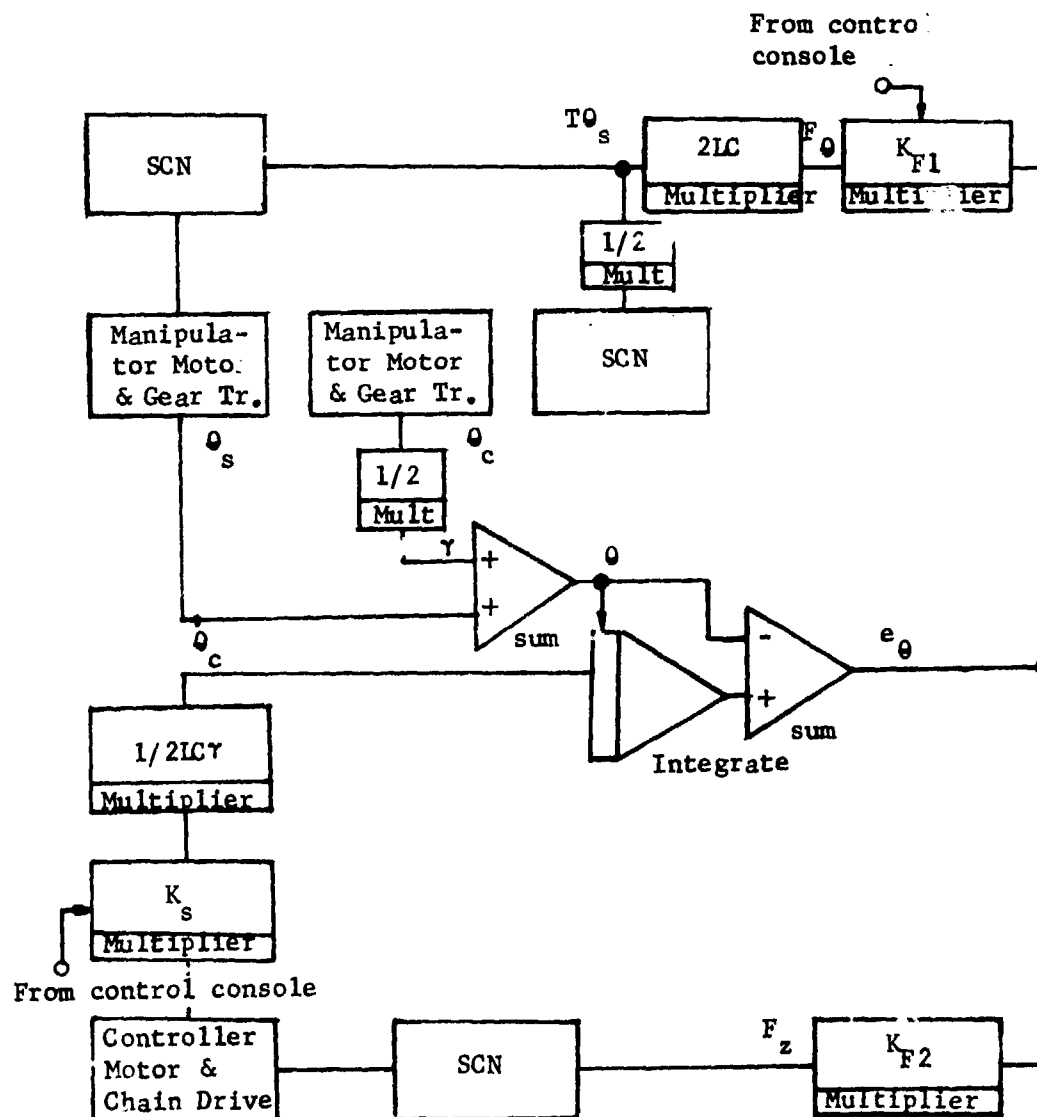 From contro
console
Tθs
2LC
Multiplier
Fθ
KF1
SCN
1/2
Mult
Manipula-
tor Moto
& Gear Tr.
Manipula-
tor Motor
& Gear Tr.
SCN
θs
θc
1/2
Mult
γ
+
+
sum
θ
θc
-
+
sum
eθ
Integrate
1/2LCγ
Multiplier
Ks
Multiplier
From control console
Controller
Motor &
Chain Drive
SCN
Fz
KF2
Multiplier